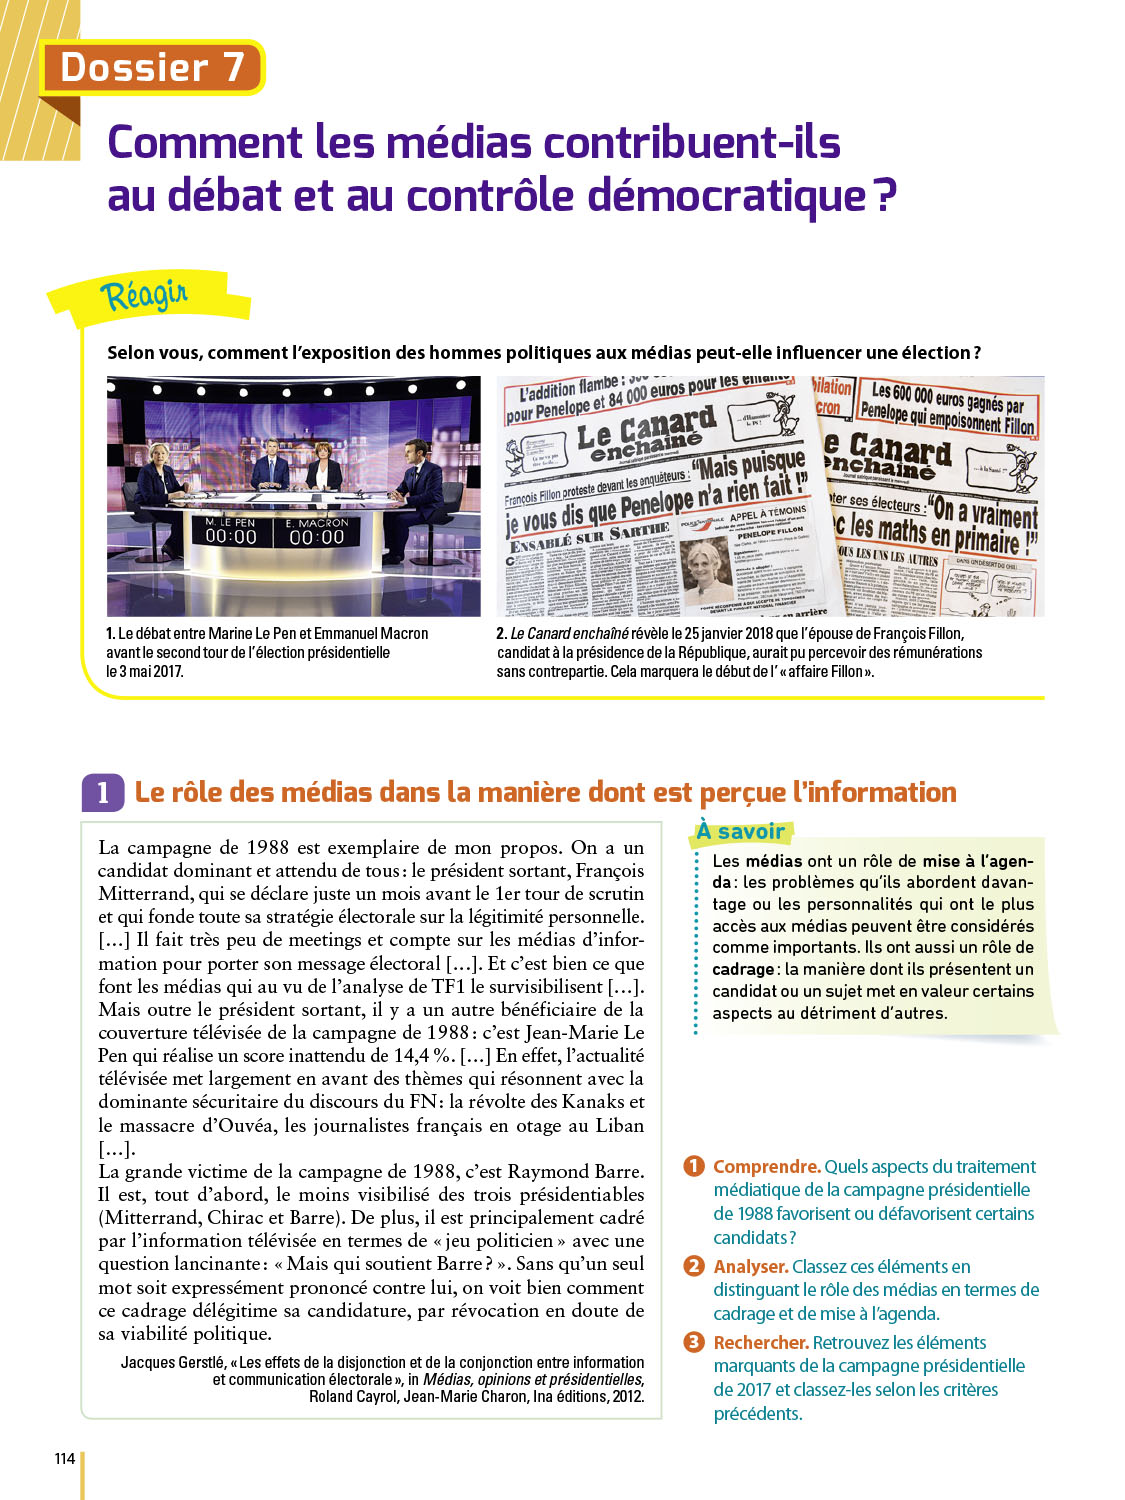 Dossier 7
Comment les médias contribuent-ils
au débat et au contrôle démocratique ?
Réagir
Selon vous, comment l'exposition des hommes politiques aux médias peut-elle influencer une élection ?
M. LE PEN
E. MACRON
00:00
00:00
L'addition flambe :
pour Penelope et 84 000 euros pour les enfants
Le Canard
enchaîné
François Fillon proteste devant les enquêteurs : "Mais puisque
je vous dis que Penelope n'a rien fait !"
ENSABLÉ SUR SARTHE
APPEL À TÉMOINS
PENELOPE FILLON
en arrière
Les 600 000 euros gagnés par
Penelope qui empoisonnent Fillon
e Canard
enchaîné
ter ses électeurs : "On a vraiment
c les maths en primaire !"
OUS LES UNS LES AUTRES
1. Le débat entre Marine Le Pen et Emmanuel Macron
avant le second tour de l'élection présidentielle
le 3 mai 2017.
2. Le Canard enchaîné révèle le 25 janvier 2018 que l'épouse de François Fillon,
candidat à la présidence de la République, aurait pu percevoir des rémunérations
sans contrepartie. Cela marquera le début de l' « affaire Fillon ».
1 Le rôle des médias dans la manière dont est perçue l'information
La campagne de 1988 est exemplaire de mon propos. On a un
candidat dominant et attendu de tous : le président sortant, François
Mitterrand, qui se déclare juste un mois avant le 1er tour de scrutin
et qui fonde toute sa stratégie électorale sur la légitimité personnelle.
[…] Il fait très peu de meetings et compte sur les médias d'infor-
mation pour porter son message électoral […]. Et c'est bien ce que
font les médias qui au vu de l'analyse de TF1 le survisibilisent […].
Mais outre le président sortant, il y a un autre bénéficiaire de la
couverture télévisée de la campagne de 1988 : c'est Jean-Marie Le
Pen qui réalise un score inattendu de 14,4 %. […] En effet, l'actualité
télévisée met largement en avant des thèmes qui résonnent avec la
dominante sécuritaire du discours du FN : la révolte des Kanaks et
le massacre d'Ouvéa, les journalistes français en otage au Liban
[…].
La grande victime de la campagne de 1988, c'est Raymond Barre.
Il est, tout d'abord, le moins visibilisé des trois présidentiables
(Mitterrand, Chirac et Barre). De plus, il est principalement cadré
par l'information télévisée en termes de « jeu politicien » avec une
question lancinante : « Mais qui soutient Barre ? ». Sans qu'un seul
mot soit expressément prononcé contre lui, on voit bien comment
ce cadrage délégitime sa candidature, par révocation en doute de
sa viabilité politique.
Jacques Gerstlé, « Les effets de la disjonction et de la conjonction entre information
et communication électorale », in Médias, opinions et présidentielles,
Roland Cayrol, Jean-Marie Charon, Ina éditions, 2012.
À savoir
Les médias ont un rôle de mise à l'agen-
da : les problèmes qu'ils abordent davan-
tage ou les personnalités qui ont le plus
accès aux médias peuvent être considérés
comme importants. Ils ont aussi un rôle de
cadrage : la manière dont ils présentent un
candidat ou un sujet met en valeur certains
aspects au détriment d'autres.
1 Comprendre. Quels aspects du traitement
médiatique de la campagne présidentielle
de 1988 favorisent ou défavorisent certains
candidats ?
2 Analyser. Classez ces éléments en
distinguant le rôle des médias en termes de
cadrage et de mise à l'agenda.
3 Rechercher. Retrouvez les éléments
marquants de la campagne présidentielle
de 2017 et classez-les selon les critères
précédents.
114